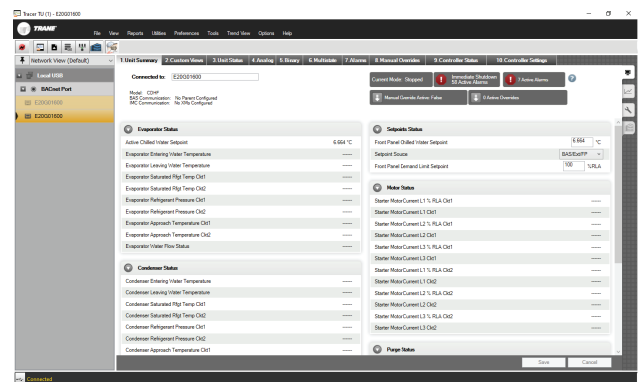 Tracer TU (1) - E20G01600
TRANE
File View Reports Utilities Preferences Tools Trend View Options Help
Network View (Default)
1.Unit Summary 2.Custom Views 3.Unit Status 4.Analog 5.Binary 6.Multistate 7.Alarms 8.Manual Overrides 9.Controller Status 10.Controller Settings
Local USB
BACnet Port
E20G01600
E20G01600
Connected to: E20G01600
Model: CDHF
BAS Communication: No Parent Configured
IMC Communication: No XMs Configured
Current Mode: Stopped
Immediate Shutdown
58 Active Alarms
7 Active Alarms
Manual Override Active: False
0 Active Overrides
Evaporator Status
Active Chilled Water Setpoint 6.664 °C
Evaporator Entering Water Temperature -----
Evaporator Leaving Water Temperature -----
Evaporator Saturated Rfgt Temp Ckt1 -----
Evaporator Saturated Rfgt Temp Ckt2 -----
Evaporator Refrigerant Pressure Ckt1 -----
Evaporator Refrigerant Pressure Ckt2 -----
Evaporator Approach Temperature Ckt1 -----
Evaporator Approach Temperature Ckt2 -----
Evaporator Water Flow Status -----
Condenser Status
Condenser Entering Water Temperature -----
Condenser Leaving Water Temperature -----
Condenser Saturated Rfgt Temp Ckt1 -----
Condenser Saturated Rfgt Temp Ckt2 -----
Condenser Refrigerant Pressure Ckt1 -----
Condenser Refrigerant Pressure Ckt2 -----
Condenser Approach Temperature Ckt1 -----
Setpoints Status
Front Panel Chilled Water Setpoint 6.664 °C
Setpoint Source BAS/Ext/FP
Front Panel Demand Limit Setpoint 100 %RLA
Motor Status
Starter MotorCurrent L1 % RLA Ckt1 -----
Starter MotorCurrent L1 Ckt1 -----
Starter MotorCurrent L2 % RLA Ckt1 -----
Starter MotorCurrent L2 Ckt1 -----
Starter MotorCurrent L3 % RLA Ckt1 -----
Starter MotorCurrent L3 Ckt1 -----
Starter MotorCurrent L1 % RLA Ckt2 -----
Starter MotorCurrent L1 Ckt2 -----
Starter MotorCurrent L2 % RLA Ckt2 -----
Starter MotorCurrent L2 Ckt2 -----
Starter MotorCurrent L3 % RLA Ckt2 -----
Starter MotorCurrent L3 Ckt2 -----
Purge Status
Save Cancel
Connected